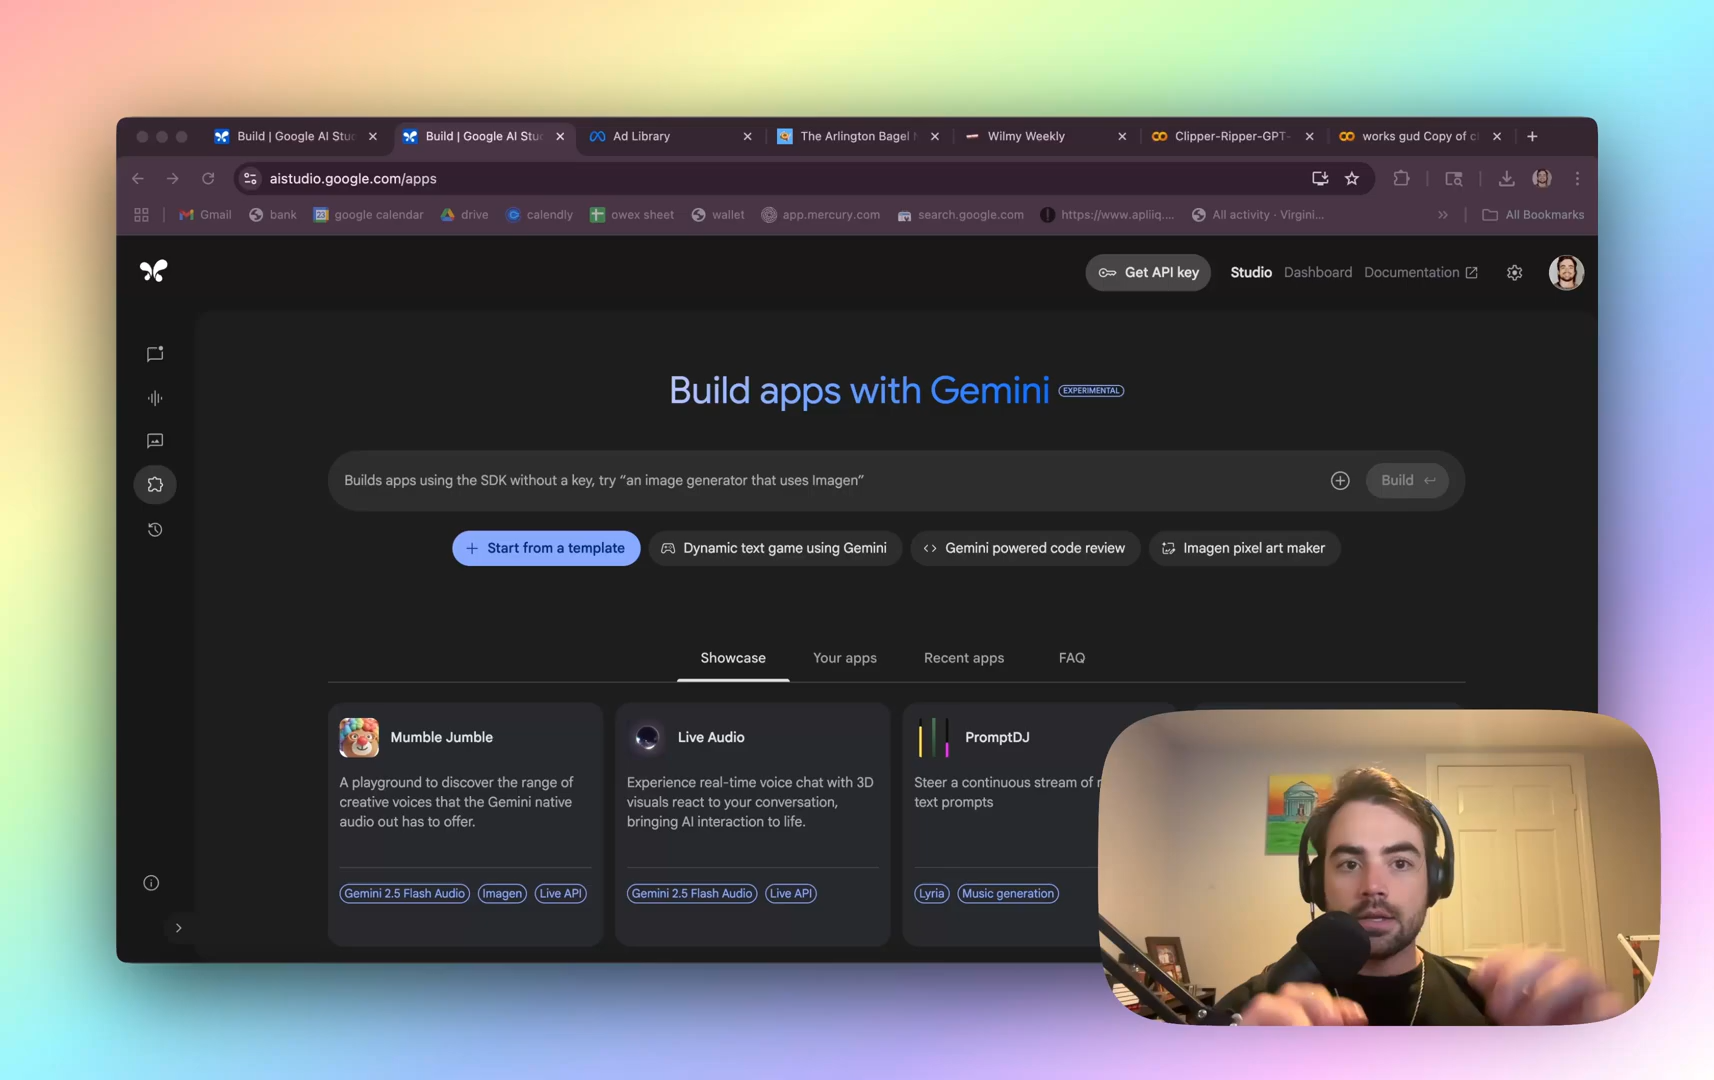 Build | Google AI Stu
Build | Google AI Stu
Ad Library
The Arlington Bagel
Wilmy Weekly
Clipper-Ripper-GPT-
works gud Copy of c
aistudio.google.com/apps
Gmail
bank
google calendar
drive
calendly
owex sheet
wallet
app.mercury.com
search.google.com
https://www.apliiq....
All activity · Virgini...
All Bookmarks
Get API key
Studio
Dashboard
Documentation
Build apps with Gemini
EXPERIMENTAL
Builds apps using the SDK without a key, try “an image generator that uses Imagen”
Build
Start from a template
Dynamic text game using Gemini
Gemini powered code review
Imagen pixel art maker
Showcase
Your apps
Recent apps
FAQ
Mumble Jumble
A playground to discover the range of
creative voices that the Gemini native
audio out has to offer.
Gemini 2.5 Flash Audio
Imagen
Live API
Live Audio
Experience real-time voice chat with 3D
visuals react to your conversation,
bringing AI interaction to life.
Gemini 2.5 Flash Audio
Live API
PromptDJ
Steer a continuous stream of
text prompts
Lyria
Music generation